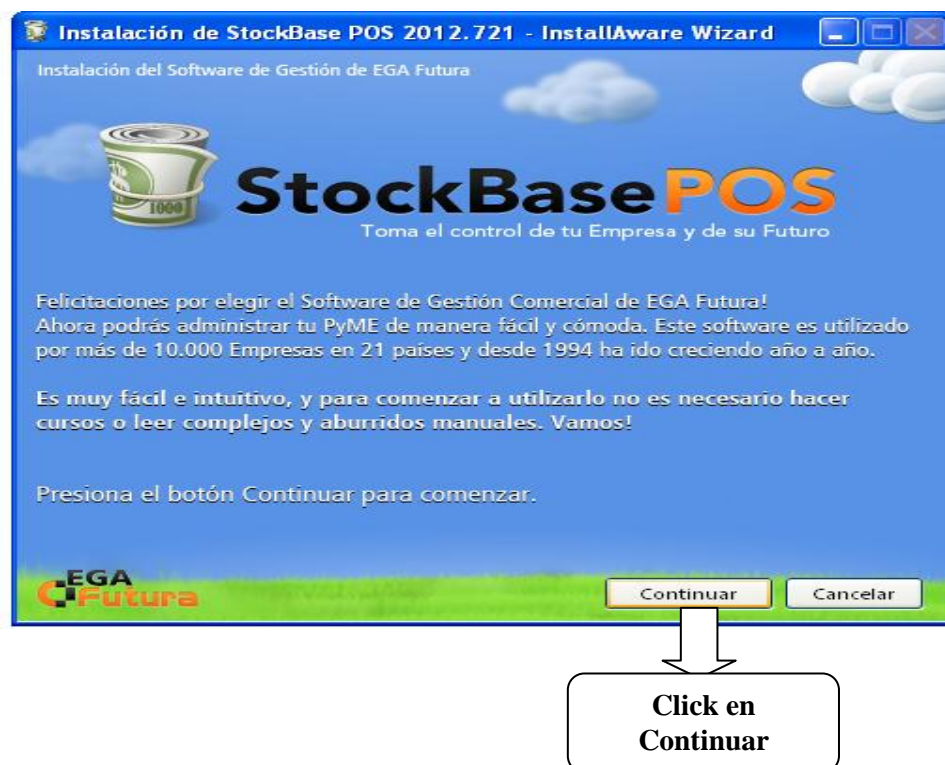 Instalación de StockBase POS 2012.721 - InstallAware Wizard
Instalación del Software de Gestión de EGA Futura
1000
StockBasePOS
Toma el control de tu Empresa y de su Futuro
Felicitaciones por elegir el Software de Gestión Comercial de EGA Futura!
Ahora podrás administrar tu PyME de manera fácil y cómoda. Este software es utilizado
por más de 10.000 Empresas en 21 países y desde 1994 ha ido creciendo año a año.
Es muy fácil e intuitivo, y para comenzar a utilizarlo no es necesario hacer
cursos o leer complejos y aburridos manuales. Vamos!
Presiona el botón Continuar para comenzar.
EGA
Futura
Continuar
Cancelar
Click en
Continuar